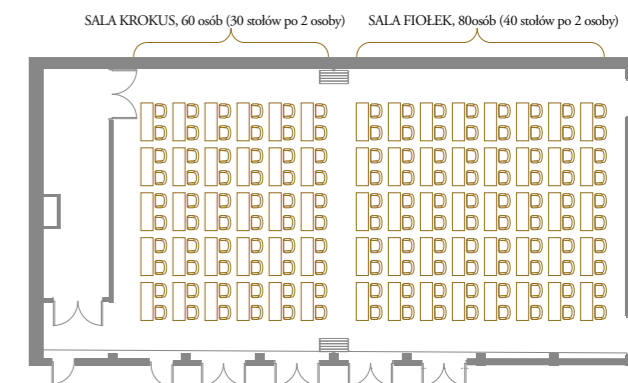 SALA KROKUS, 60 osób (30 stołów po 2 osoby)
SALA FIOŁEK, 80osób (40 stołów po 2 osoby)